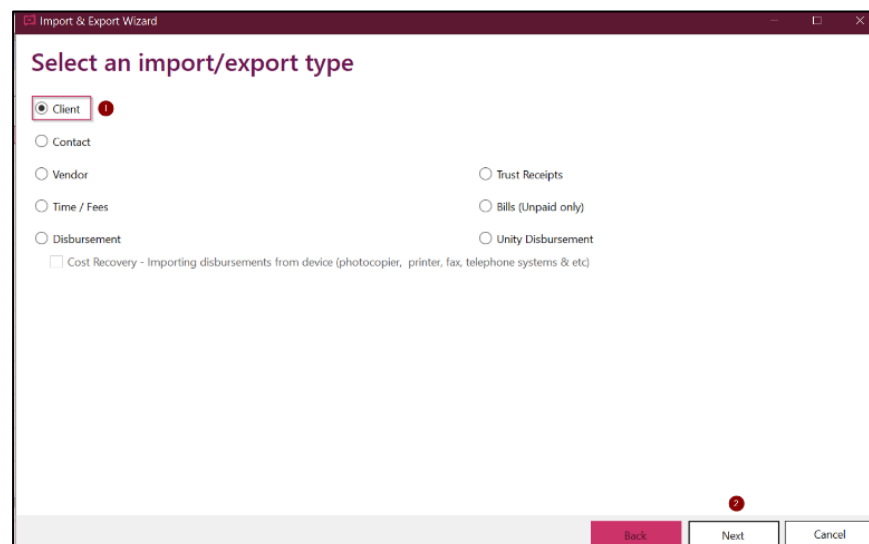 Import & Export Wizard
Select an import/export type
Client 1
Contact
Vendor Trust Receipts
Time / Fees Bills (Unpaid only)
Disbursement Unity Disbursement
Cost Recovery - Importing disbursements from device (photocopier, printer, fax, telephone systems & etc)
2
Back Next Cancel